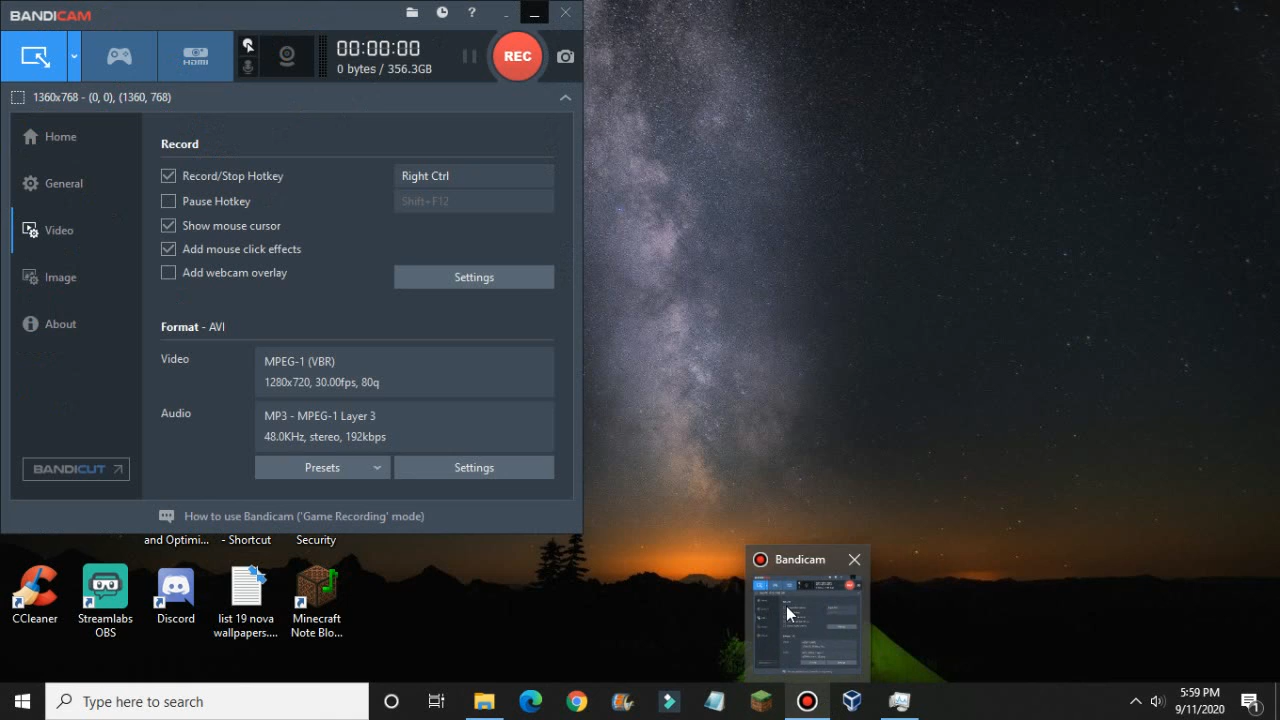 BANDICAM
?
HDMI
00:00:00
0 bytes / 356.3GB
REC
1360x768 - (0, 0), (1360, 768)
Home
General
Video
Image
About
BANDICUT
Record
Record/Stop Hotkey
Right Ctrl
Pause Hotkey
Shift+F12
Show mouse cursor
Add mouse click effects
Add webcam overlay
Settings
Format - AVI
Video
MPEG-1 (VBR)
1280x720, 30.00fps, 80q
Audio
MP3 - MPEG-1 Layer 3
48.0KHz, stereo, 192kbps
Presets
Settings
How to use Bandicam ('Game Recording' mode)
and Optimi...
- Shortcut
Security
CCleaner
Streamlabs
OBS
Discord
list 19 nova
wallpapers....
Minecraft
Note Blo...
Bandicam
Type here to search
5:59 PM
9/11/2020
1